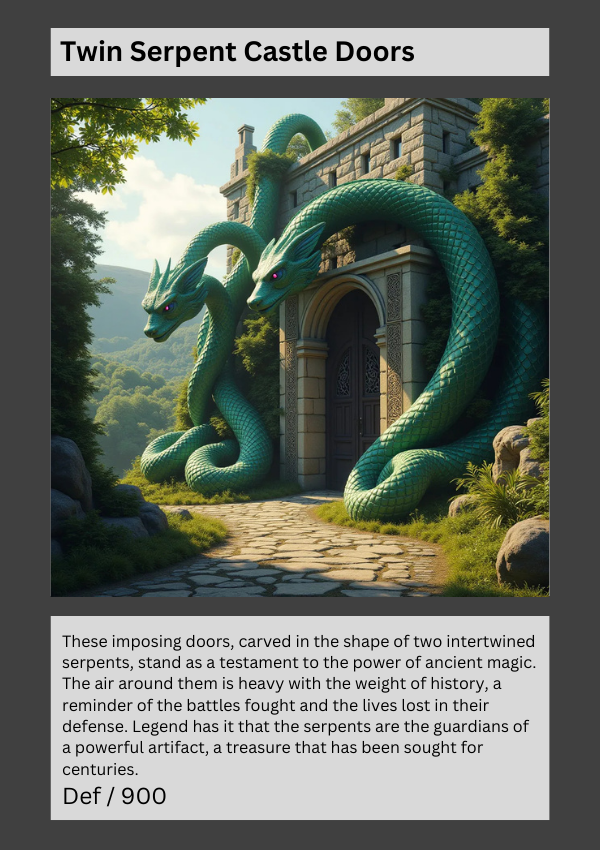 Twin Serpent Castle Doors
These imposing doors, carved in the shape of two intertwined
serpents, stand as a testament to the power of ancient magic.
The air around them is heavy with the weight of history, a
reminder of the battles fought and the lives lost in their
defense. Legend has it that the serpents are the guardians of
a powerful artifact, a treasure that has been sought for
centuries.
Def / 900